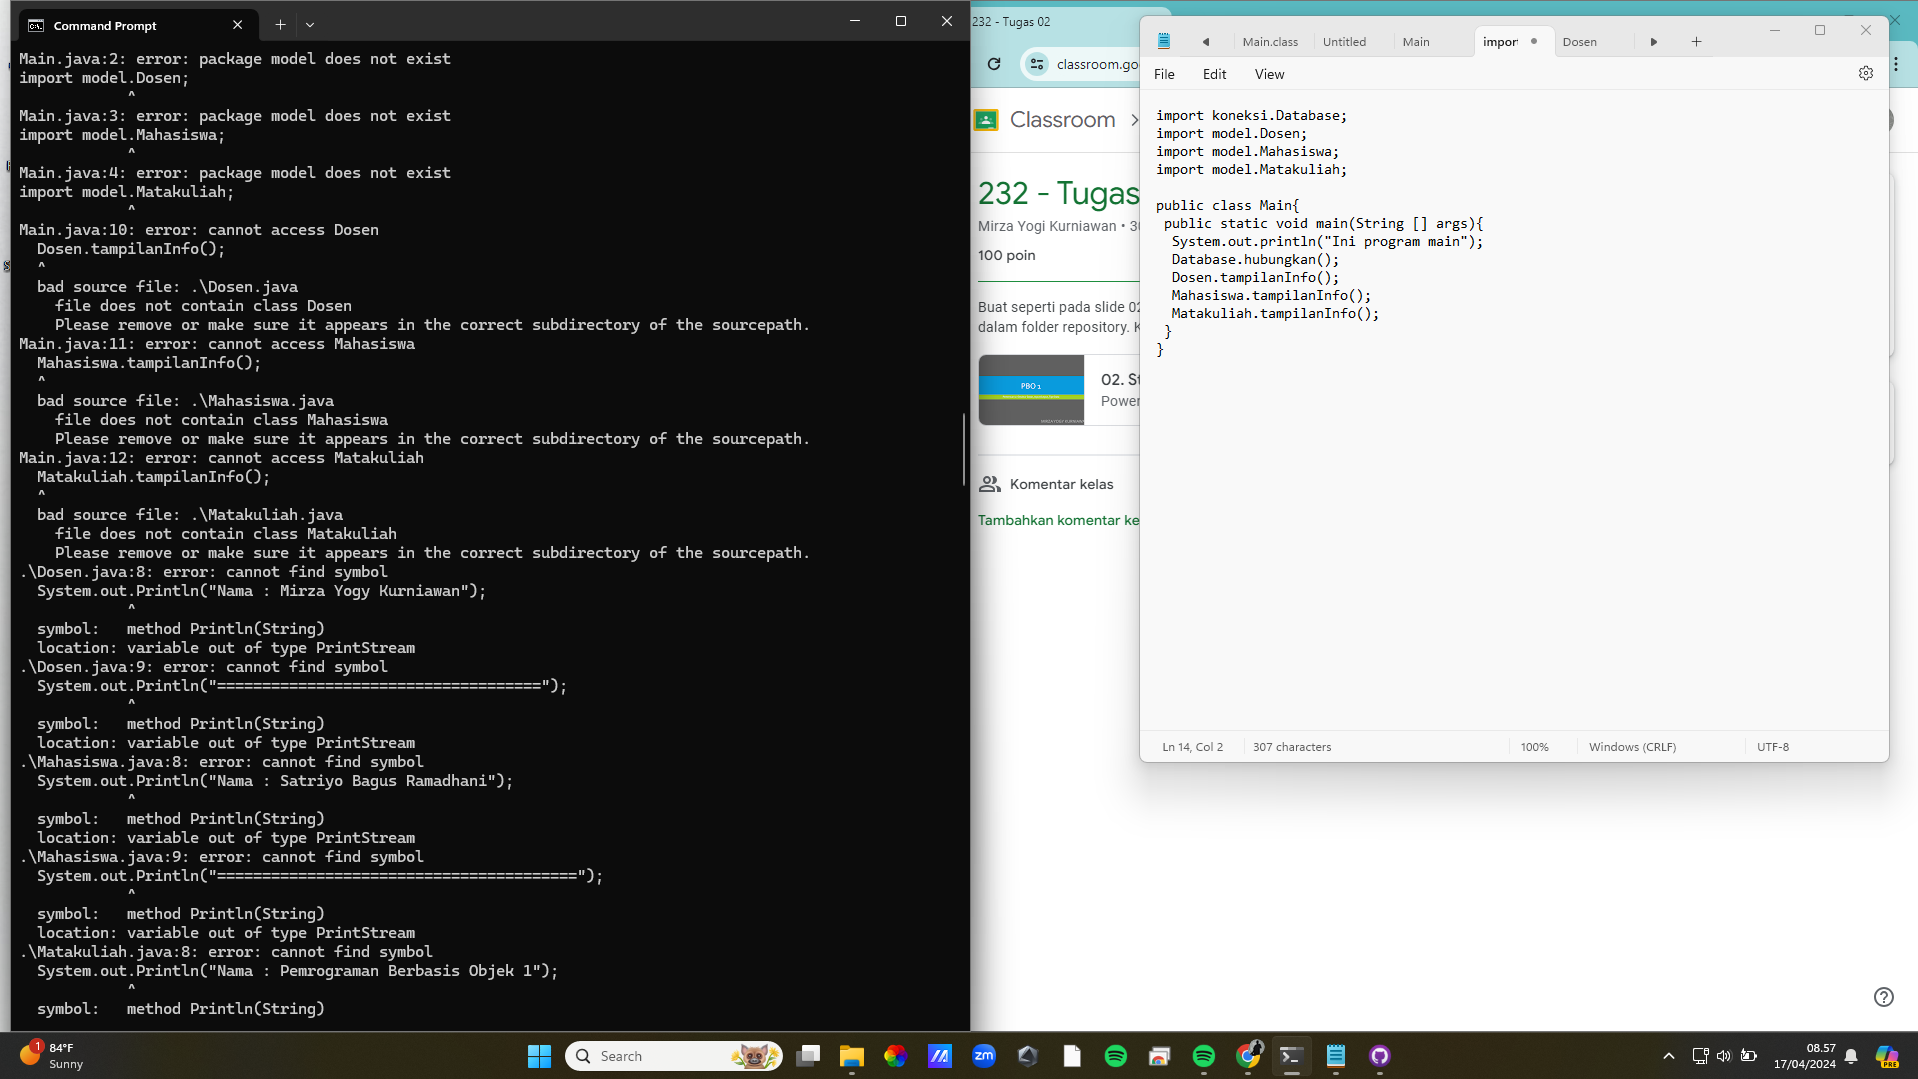 Command Prompt
Main.java:2: error: package model does not exist
import model.Dosen;
^
Main.java:3: error: package model does not exist
import model.Mahasiswa;
^
Main.java:4: error: package model does not exist
import model.Matakuliah;
^
Main.java:10: error: cannot access Dosen
Dosen.tampilanInfo();
^
bad source file: .\Dosen.java
file does not contain class Dosen
Please remove or make sure it appears in the correct subdirectory of the sourcepath.
Main.java:11: error: cannot access Mahasiswa
Mahasiswa.tampilanInfo();
^
bad source file: .\Mahasiswa.java
file does not contain class Mahasiswa
Please remove or make sure it appears in the correct subdirectory of the sourcepath.
Main.java:12: error: cannot access Matakuliah
Matakuliah.tampilanInfo();
^
bad source file: .\Matakuliah.java
file does not contain class Matakuliah
Please remove or make sure it appears in the correct subdirectory of the sourcepath.
.\Dosen.java:8: error: cannot find symbol
System.out.Println("Nama : Mirza Yogy Kurniawan");
^
symbol:   method Println(String)
location: variable out of type PrintStream
.\Dosen.java:9: error: cannot find symbol
System.out.Println("====================================");
^
symbol:   method Println(String)
location: variable out of type PrintStream
.\Mahasiswa.java:8: error: cannot find symbol
System.out.Println("Nama : Satriyo Bagus Ramadhani");
^
symbol:   method Println(String)
location: variable out of type PrintStream
.\Mahasiswa.java:9: error: cannot find symbol
System.out.Println("========================================");
^
symbol:   method Println(String)
location: variable out of type PrintStream
.\Matakuliah.java:8: error: cannot find symbol
System.out.Println("Nama : Pemrograman Berbasis Objek 1");
^
symbol:   method Println(String)
232 - Tugas 02
classroom.go
Classroom
232 - Tugas
Mirza Yogi Kurniawan • 30
100 poin
Buat seperti pada slide 02
dalam folder repository. K
PBO 1
02. St
Power
Komentar kelas
Tambahkan komentar ke
Main.class
Untitled
Main
import
Dosen
File Edit View
import koneksi.Database;
import model.Dosen;
import model.Mahasiswa;
import model.Matakuliah;
public class Main{
public static void main(String [] args){
System.out.println("Ini program main");
Database.hubungkan();
Dosen.tampilanInfo();
Mahasiswa.tampilanInfo();
Matakuliah.tampilanInfo();
}
}
Ln 14, Col 2 307 characters 100% Windows (CRLF) UTF-8
1
84°F
Sunny
Search
zm
08.57
17/04/2024
PRE